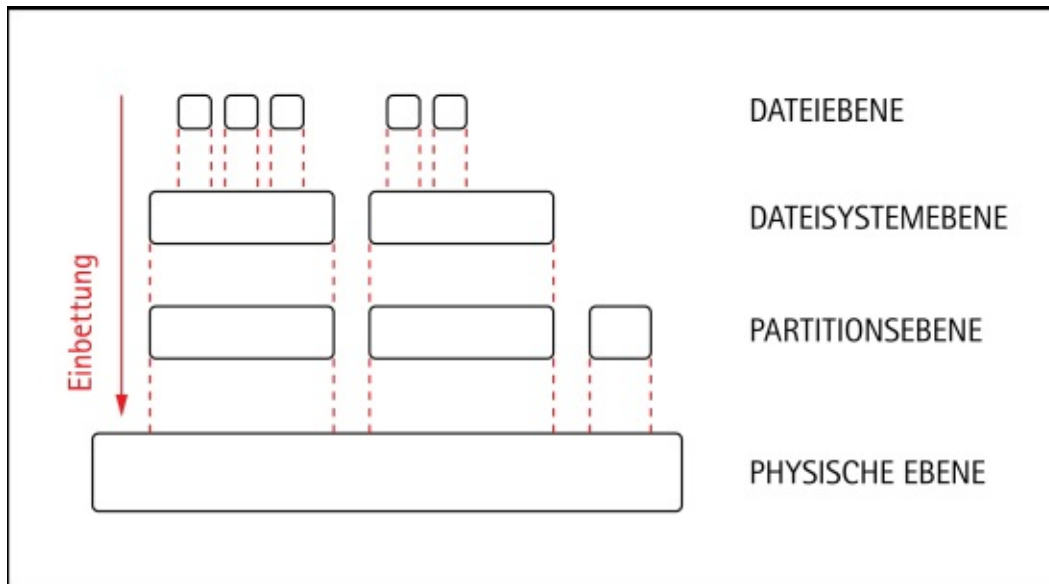 DATEIEBENE
DATEISYSTEMEBENE
Einbettung
PARTITIONSEBENE
PHYSISCHE EBENE